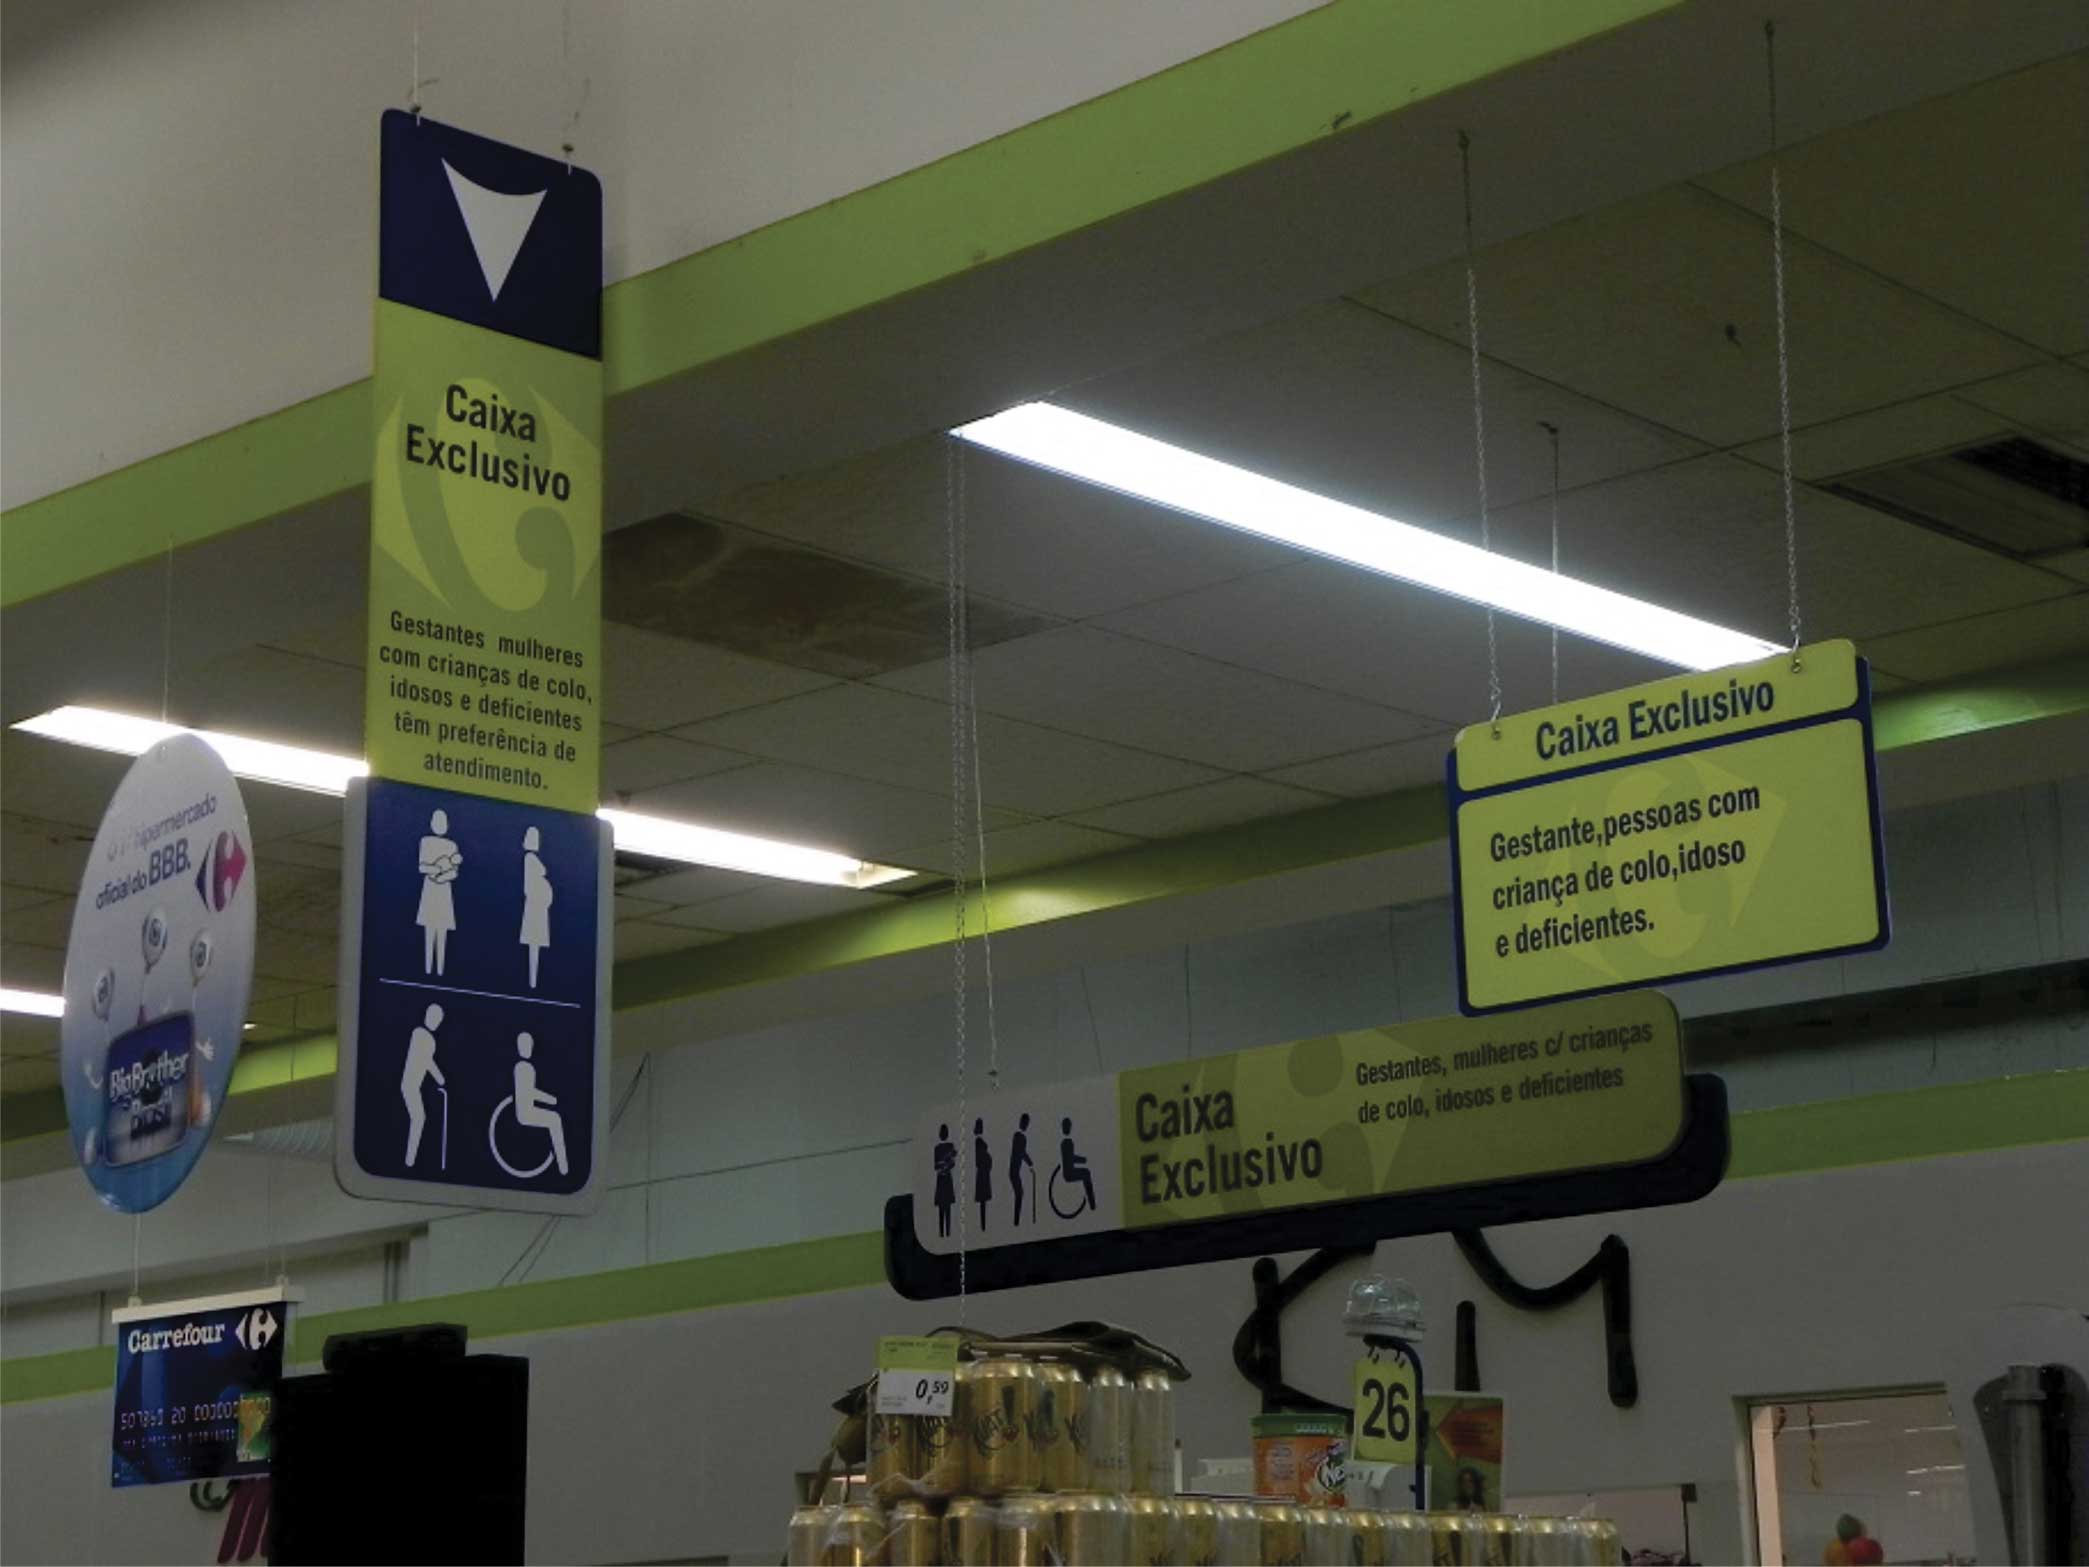 Caixa
Exclusivo
Gestantes mulheres
com crianças de colo,
idosos e deficientes
têm preferência de
atendimento.
hipermercado
oficial do BBB.
Big Brother
Brasil
Carrefour
Caixa Exclusivo
Gestante,pessoas com
criança de colo,idoso
e deficientes.
Caixa
Exclusivo
Gestantes, mulheres c/ crianças
de colo, idosos e deficientes
0,59
26